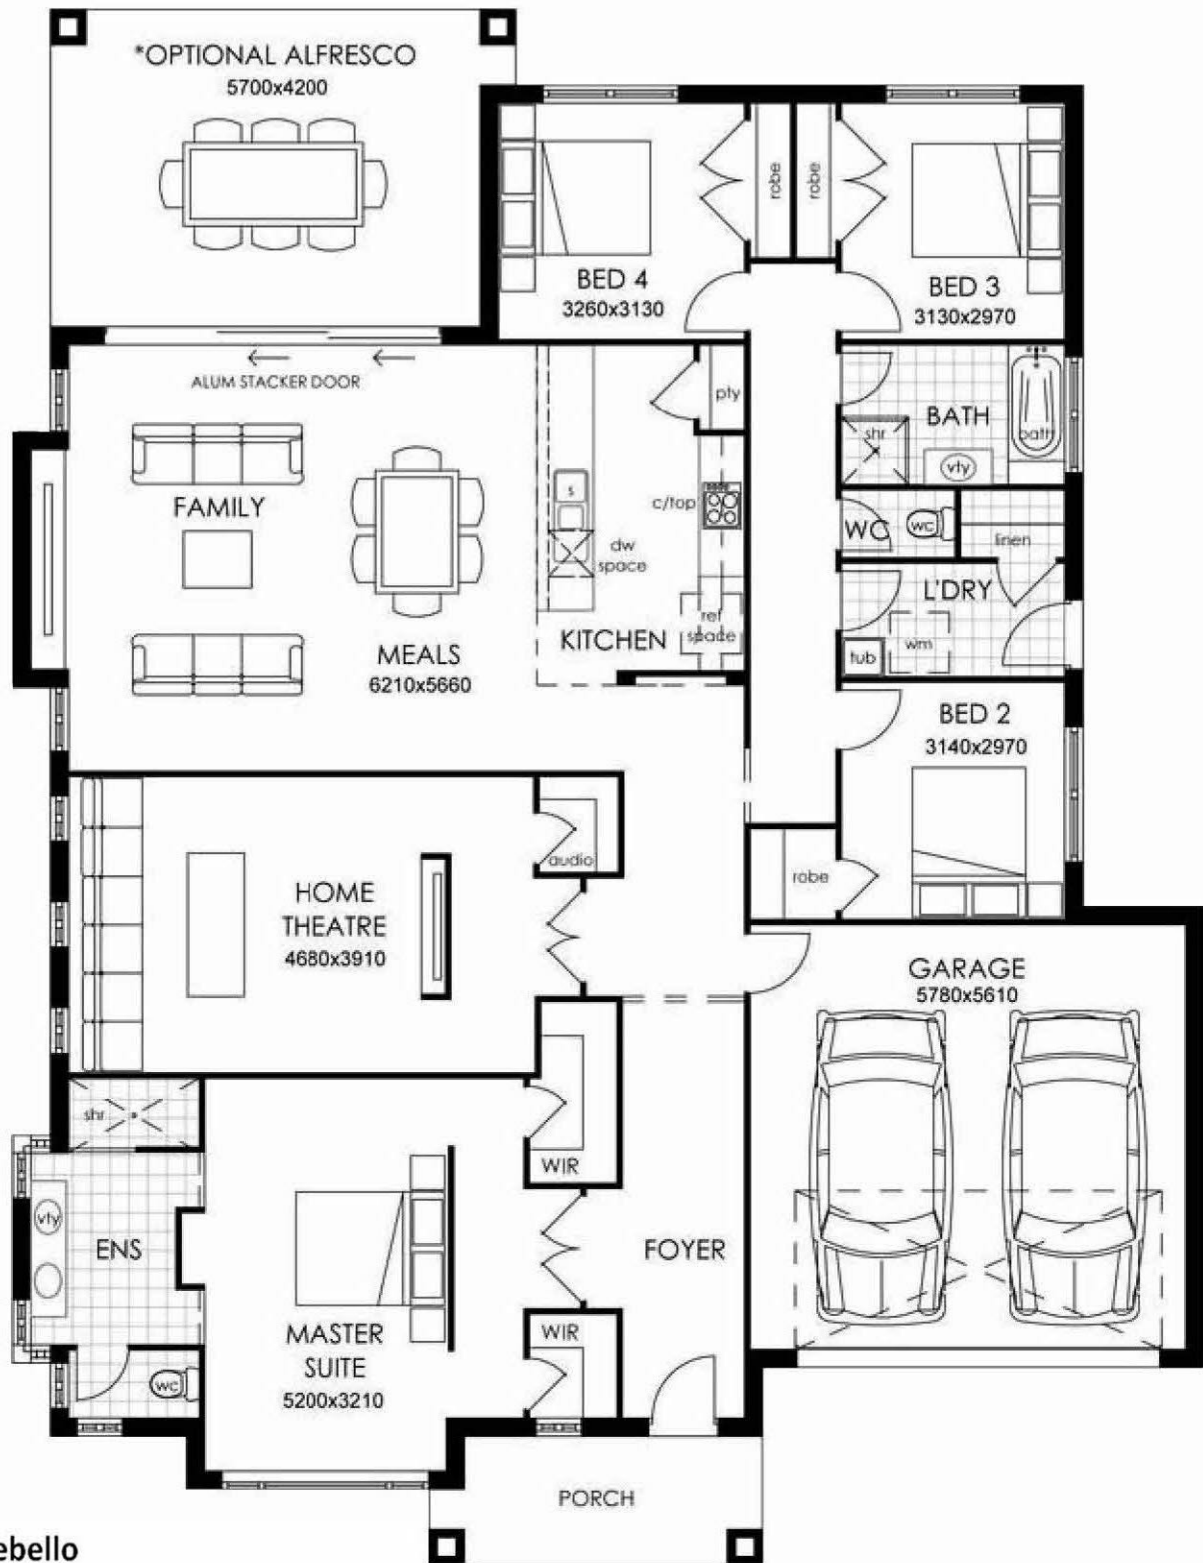 *OPTIONAL ALFRESCO
5700x4200
robe
robe
BED 4
3260x3130
BED 3
3130x2970
ALUM STACKER DOOR
pty
BATH
shr
bath
vty
FAMILY
s
c/top
WC
wc
linen
dw
space
L'DRY
KITCHEN
ref
space
wm
tub
MEALS
6210x5660
BED 2
3140x2970
audio
robe
HOME
THEATRE
4680x3910
GARAGE
5780x5610
shr
WIR
vty
ENS
FOYER
MASTER
SUITE
5200x3210
WIR
wc
PORCH
ebello